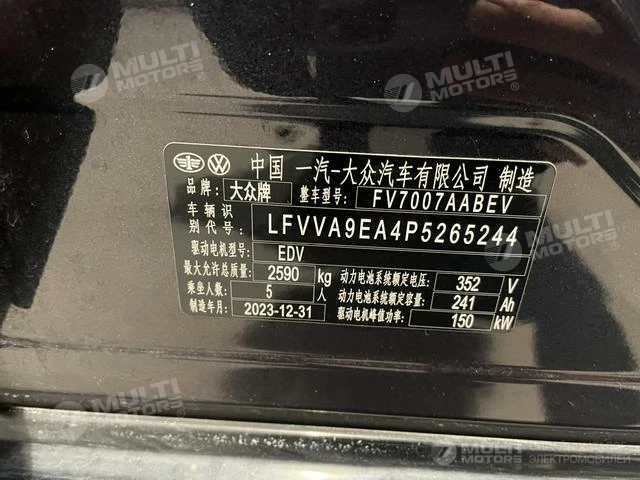 MULTI MOTORS®
MULTI MOTORS
中国 一汽-大众汽车有限公司 制造
品牌: 大众牌 整车型号: FV7007AABEV
车辆识别代号: LFVVA9EA4P5265244
驱动电机型号: EDV
最大允许总质量: 2590 kg 动力电池系统额定电压: 352 V
乘坐人数: 5 人 动力电池系统额定容量: 241 Ah
制造年月: 2023-12-31 驱动电机峰值功率: 150 kW
MULTI MOTORS®
MULTI MOTORS
MULTI MOTORS
MULTI MOTORS
ЭЛЕКТРОМОБИЛЕЙ